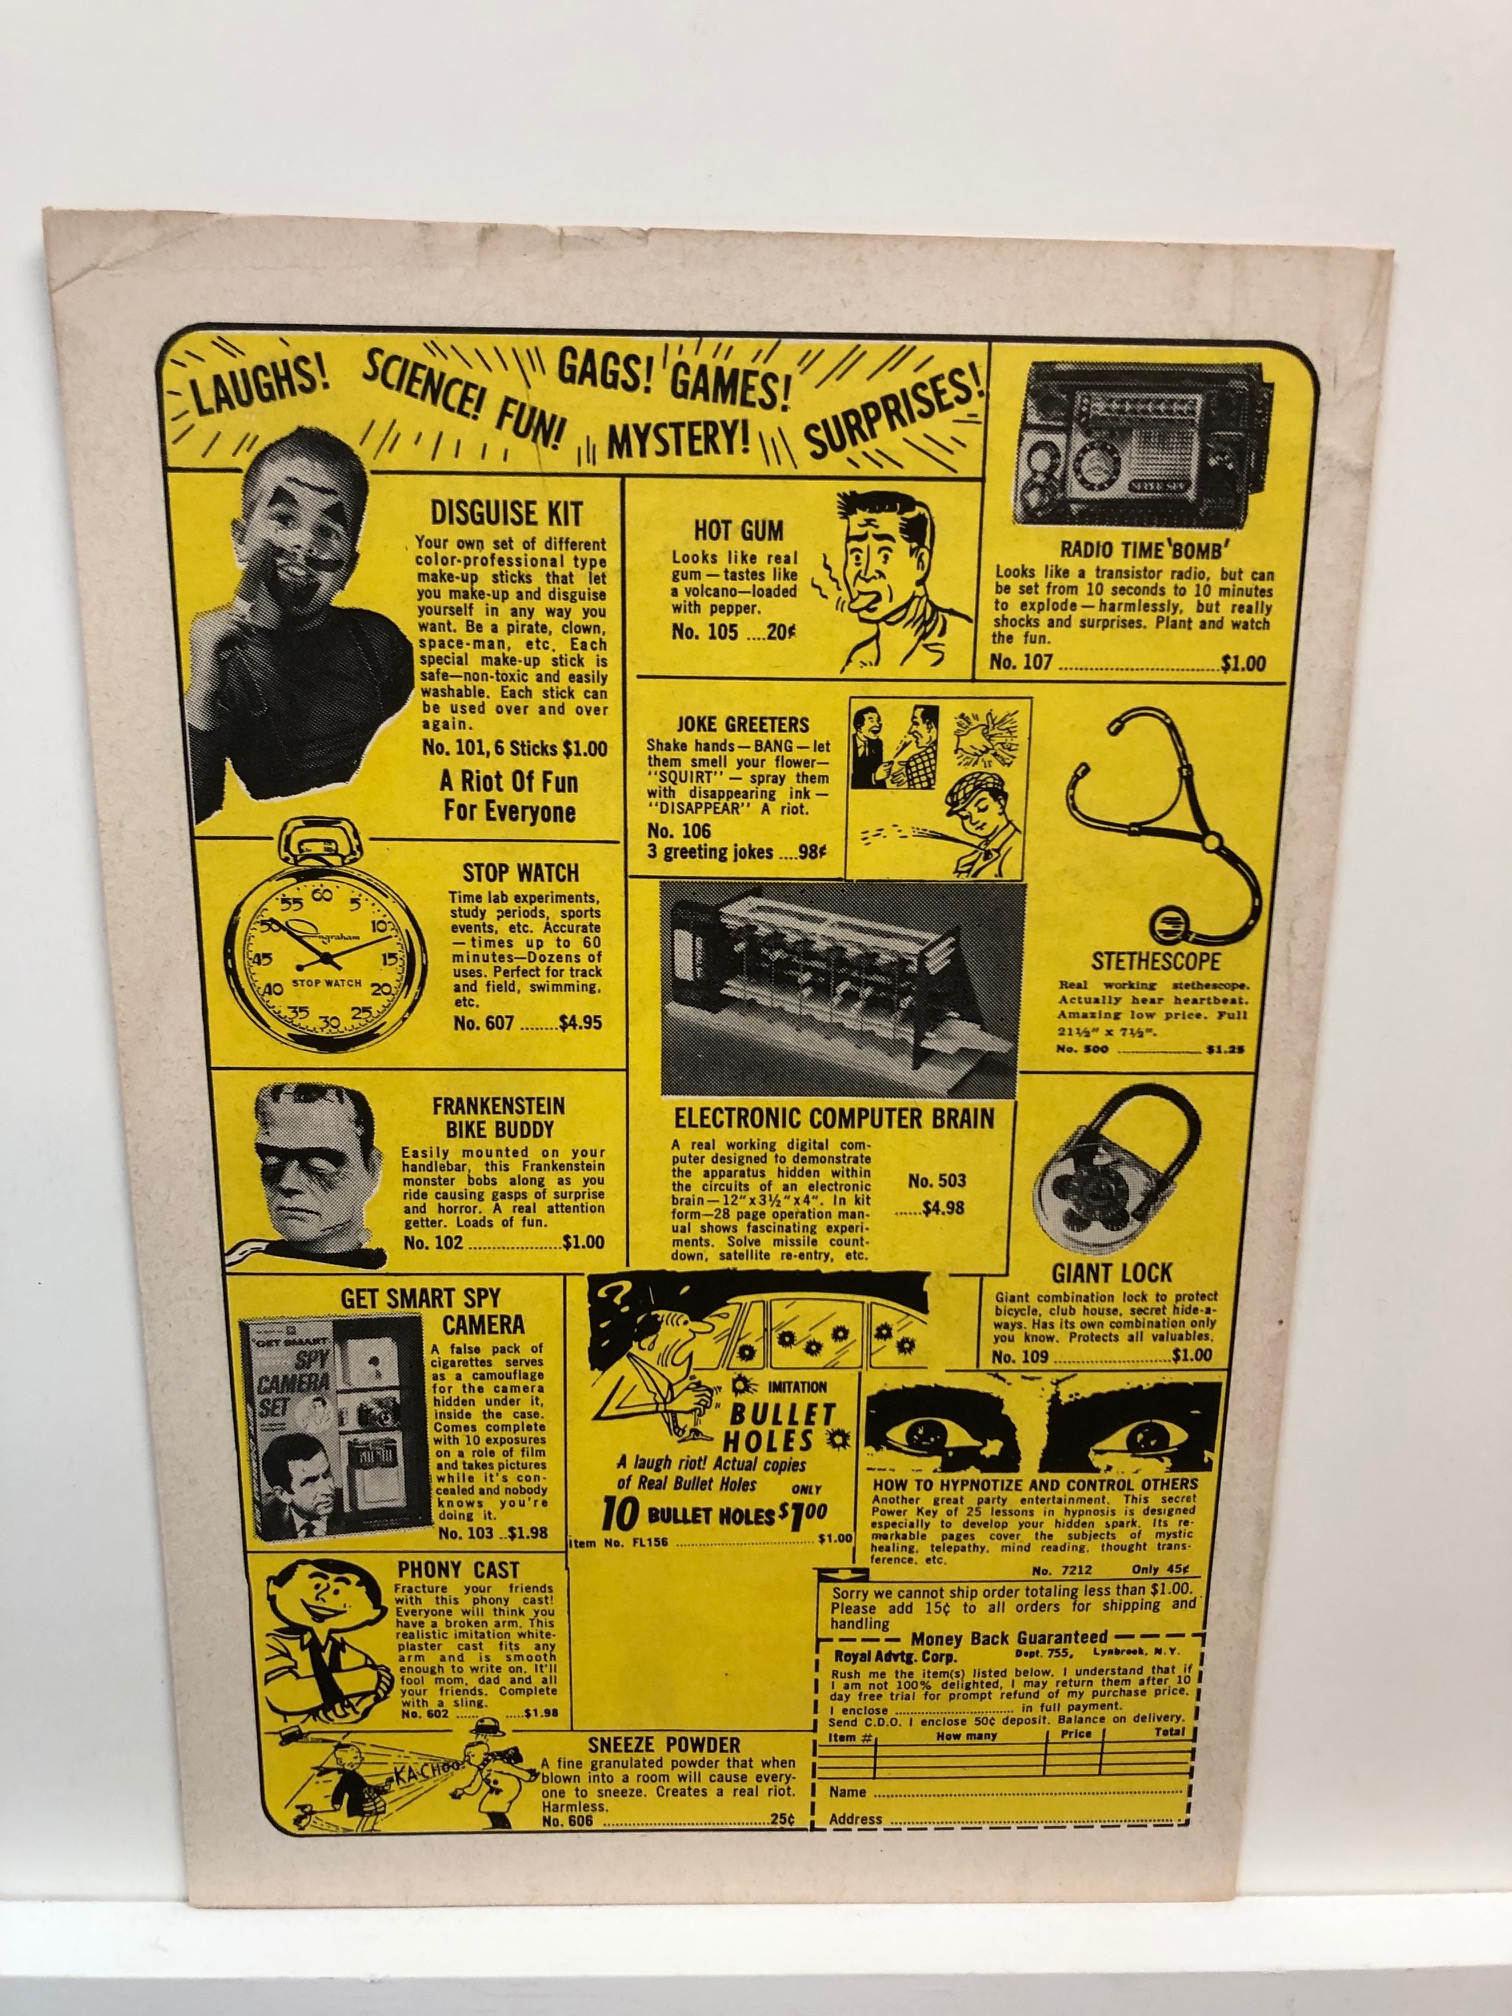 LAUGHS! SCIENCE! FUN! GAGS! GAMES!
MYSTERY! SURPRISES!
DISGUISE KIT
Your own set of different
color-professional type
make-up sticks that let
you make-up and disguise
yourself in any way you
want. Be a pirate, clown,
space-man, etc. Each
special make-up stick is
safe—non-toxic and easily
washable. Each stick can
be used over and over
again.
No. 101, 6 Sticks $1.00
A Riot Of Fun
For Everyone
HOT GUM
Looks like real
gum — tastes like
a volcano—loaded
with pepper.
No. 105 ....20¢
RADIO TIME 'BOMB'
Looks like a transistor radio, but can
be set from 10 seconds to 10 minutes
to explode — harmlessly, but really
shocks and surprises. Plant and watch
the fun.
No. 107 ............................$1.00
JOKE GREETERS
Shake hands — BANG — let
them smell your flower—
"SQUIRT" — spray them
with disappearing ink —
"DISAPPEAR" A riot.
No. 106
3 greeting jokes ....98¢
STETHESCOPE
Real working stethescope.
Actually hear heartbeat.
Amazing low price. Full
21½" x 7½".
No. 500 .................... $1.25
60 5 10 15 20 25 30 35 40 45 50 55
Ingraham
STOP WATCH
STOP WATCH
Time lab experiments,
study periods, sports
events, etc. Accurate
— times up to 60
minutes—Dozens of
uses. Perfect for track
and field, swimming,
etc.
No. 607 ........$4.95
ELECTRONIC COMPUTER BRAIN
A real working digital com-
puter designed to demonstrate
the apparatus hidden within
the circuits of an electronic
brain — 12" x 3½" x 4". In kit
form—28 page operation man-
ual shows fascinating experi-
ments. Solve missile count-
down, satellite re-entry, etc.
No. 503
......$4.98
FRANKENSTEIN
BIKE BUDDY
Easily mounted on your
handlebar, this Frankenstein
monster bobs along as you
ride causing gasps of surprise
and horror. A real attention
getter. Loads of fun.
No. 102 ..................$1.00
GIANT LOCK
Giant combination lock to protect
bicycle, club house, secret hide-a-
ways. Has its own combination only
you know. Protects all valuables.
No. 109 ......................$1.00
GET SMART SPY
CAMERA
GET SMART
SPY
CAMERA
SET
A false pack of
cigarettes serves
as a camouflage
for the camera
hidden under it,
inside the case.
Comes complete
with 10 exposures
on a role of film
and takes pictures
while it's con-
cealed and nobody
knows you're
doing it.
No. 103 ..$1.98
?
IMITATION
BULLET
HOLES
A laugh riot! Actual copies
of Real Bullet Holes
ONLY
10 BULLET HOLES $1.00
Item No. FL156 ........................ $1.00
HOW TO HYPNOTIZE AND CONTROL OTHERS
Another great party entertainment. This secret
Power Key of 25 lessons in hypnosis is designed
especially to develop your hidden spark. Its re-
markable pages cover the subjects of mystic
healing, telepathy, mind reading, thought trans-
ference, etc.
No. 7212 Only 45¢
PHONY CAST
Fracture your friends
with this phony cast!
Everyone will think you
have a broken arm. This
realistic imitation white-
plaster cast fits any
arm and is smooth
enough to write on. It'll
fool mom, dad and all
your friends. Complete
with a sling.
No. 602 ...... .....$1.98
KA CHOO
SNEEZE POWDER
A fine granulated powder that when
blown into a room will cause every-
one to sneeze. Creates a real riot.
Harmless.
No. 606 ..............................25¢
Sorry we cannot ship order totaling less than $1.00.
Please add 15¢ to all orders for shipping and
handling
Money Back Guaranteed
Royal Advtg. Corp. Dept. 755, Lynbrook, N.Y.
Rush me the item(s) listed below. I understand that if
I am not 100% delighted, I may return them after 10
day free trial for prompt refund of my purchase price.
I enclose ........................ in full payment.
Send C.D.O. I enclose 50¢ deposit. Balance on delivery.
Item # How many Price Total
Name
Address